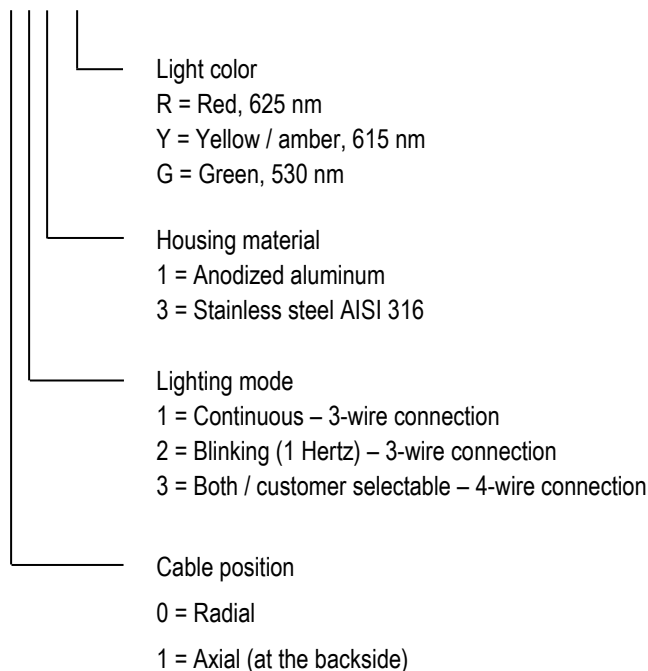 Light color
R = Red, 625 nm
Y = Yellow / amber, 615 nm
G = Green, 530 nm
Housing material
1 = Anodized aluminum
3 = Stainless steel AISI 316
Lighting mode
1 = Continuous – 3-wire connection
2 = Blinking (1 Hertz) – 3-wire connection
3 = Both / customer selectable – 4-wire connection
Cable position
0 = Radial
1 = Axial (at the backside)